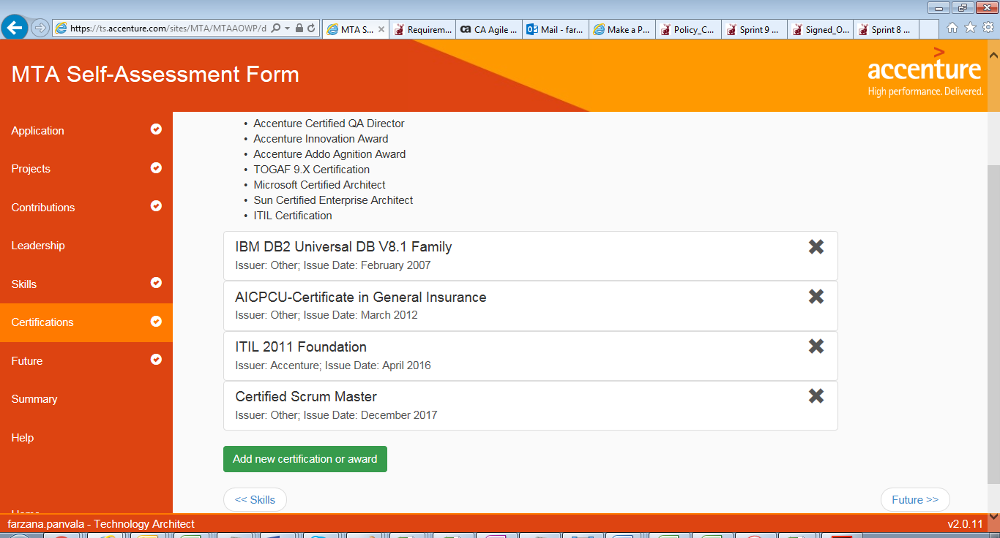 https://ts.accenture.com/sites/MTA/MTAAOWP/d
MTA S...
Requirem...
CA Agile ...
Mail - far...
Make a P...
Policy_C...
Sprint 9 ...
Signed_O...
Sprint 8 ...
MTA Self-Assessment Form
accenture
High performance. Delivered.
Application
Projects
Contributions
Leadership
Skills
Certifications
Future
Summary
Help
• Accenture Certified QA Director
• Accenture Innovation Award
• Accenture Addo Agnition Award
• TOGAF 9.X Certification
• Microsoft Certified Architect
• Sun Certified Enterprise Architect
• ITIL Certification
IBM DB2 Universal DB V8.1 Family
Issuer: Other; Issue Date: February 2007
AICPCU-Certificate in General Insurance
Issuer: Other; Issue Date: March 2012
ITIL 2011 Foundation
Issuer: Accenture; Issue Date: April 2016
Certified Scrum Master
Issuer: Other; Issue Date: December 2017
Add new certification or award
<< Skills
Future >>
farzana.panvala - Technology Architect
v2.0.11